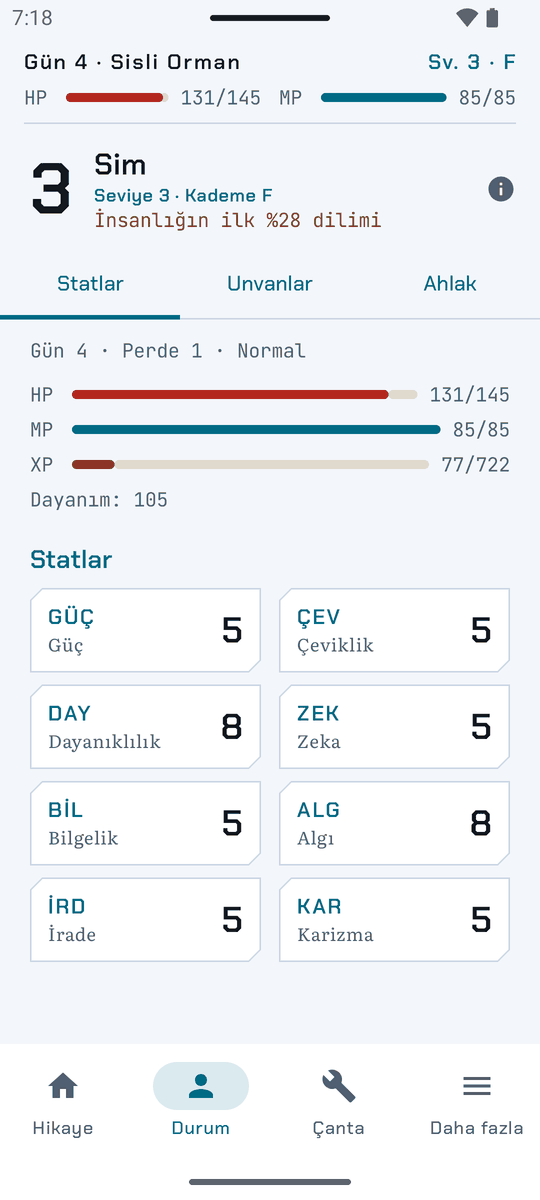 7:18
Gün 4 · Sisli Orman
Sv. 3 · F
HP 131/145 MP 85/85
3
Sim
Seviye 3 · Kademe F
İnsanlığın ilk %28 dilimi
Statlar Unvanlar Ahlak
Gün 4 · Perde 1 · Normal
HP 131/145
MP 85/85
XP 77/722
Dayanım: 105
Statlar
GÜÇ
Güç
5
ÇEV
Çeviklik
5
DAY
Dayanıklılık
8
ZEK
Zeka
5
BİL
Bilgelik
5
ALG
Algı
8
İRD
İrade
5
KAR
Karizma
5
Hikaye Durum Çanta Daha fazla